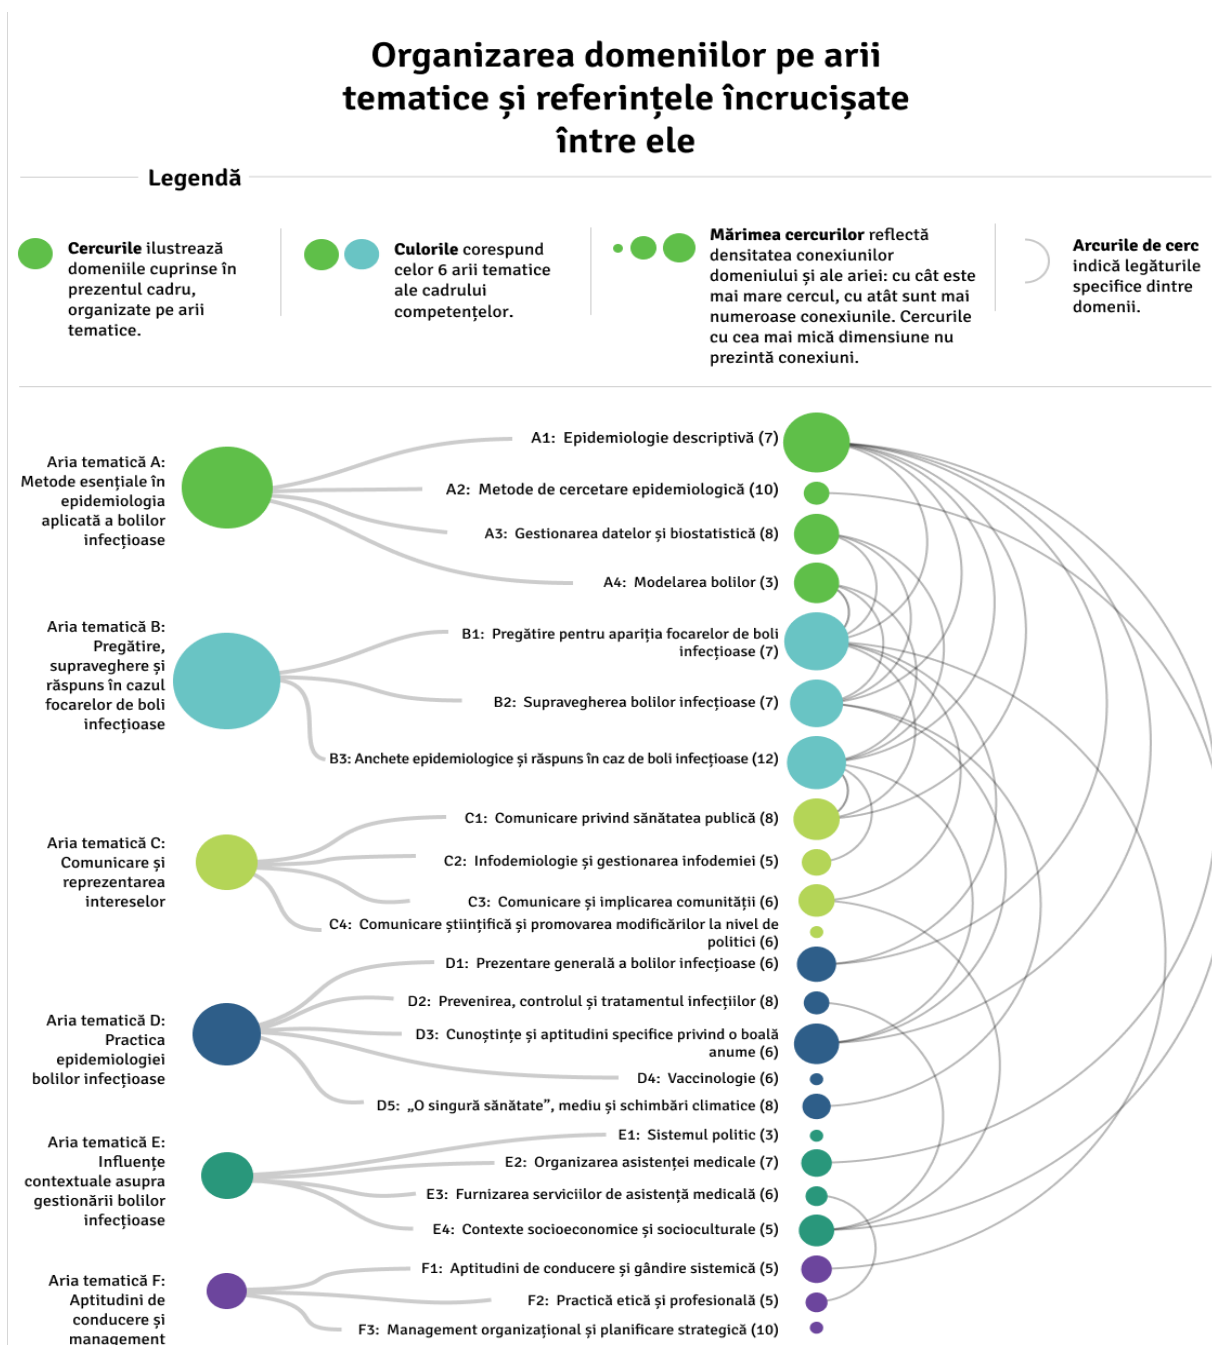 Organizarea domeniilor pe arii
tematice și referințele încrucișate
între ele
Legendă
Cercurile ilustrează
domeniile cuprinse în
prezentul cadru,
organizate pe arii
tematice.
Culorile corespund
celor 6 arii tematice
ale cadrului
competențelor.
Mărimea cercurilor reflectă
densitatea conexiunilor
domeniului și ale ariei: cu cât este
mai mare cercul, cu atât sunt mai
numeroase conexiunile. Cercurile
cu cea mai mică dimensiune nu
prezintă conexiuni.
Arcurile de cerc
indică legăturile
specifice dintre
domenii.
Aria tematică A:
Metode esențiale în
epidemiologia
aplicată a bolilor
infecțioase
A1: Epidemiologie descriptivă (7)
A2: Metode de cercetare epidemiologică (10)
A3: Gestionarea datelor și biostatistică (8)
A4: Modelarea bolilor (3)
Aria tematică B:
Pregătire,
supraveghere și
răspuns în cazul
focarelor de boli
infecțioase
B1: Pregătire pentru apariția focarelor de boli
infecțioase (7)
B2: Supravegherea bolilor infecțioase (7)
B3: Anchete epidemiologice și răspuns în caz de boli infecțioase (12)
Aria tematică C:
Comunicare și
reprezentarea
intereselor
C1: Comunicare privind sănătatea publică (8)
C2: Infodemiologie și gestionarea infodemiei (5)
C3: Comunicare și implicarea comunității (6)
C4: Comunicare științifică și promovarea modificărilor la nivel de
politici (6)
Aria tematică D:
Practica
epidemiologiei
bolilor infecțioase
D1: Prezentare generală a bolilor infecțioase (6)
D2: Prevenirea, controlul și tratamentul infecțiilor (8)
D3: Cunoștințe și aptitudini specifice privind o boală
anume (6)
D4: Vaccinologie (6)
D5: „O singură sănătate”, mediu și schimbări climatice (8)
Aria tematică E:
Influențe
contextuale asupra
gestionării bolilor
infecțioase
E1: Sistemul politic (3)
E2: Organizarea asistenței medicale (7)
E3: Furnizarea serviciilor de asistență medicală (6)
E4: Contexte socioeconomice și socioculturale (5)
Aria tematică F:
Aptitudini de
conducere și
management
F1: Aptitudini de conducere și gândire sistemică (5)
F2: Practică etică și profesională (5)
F3: Management organizațional și planificare strategică (10)